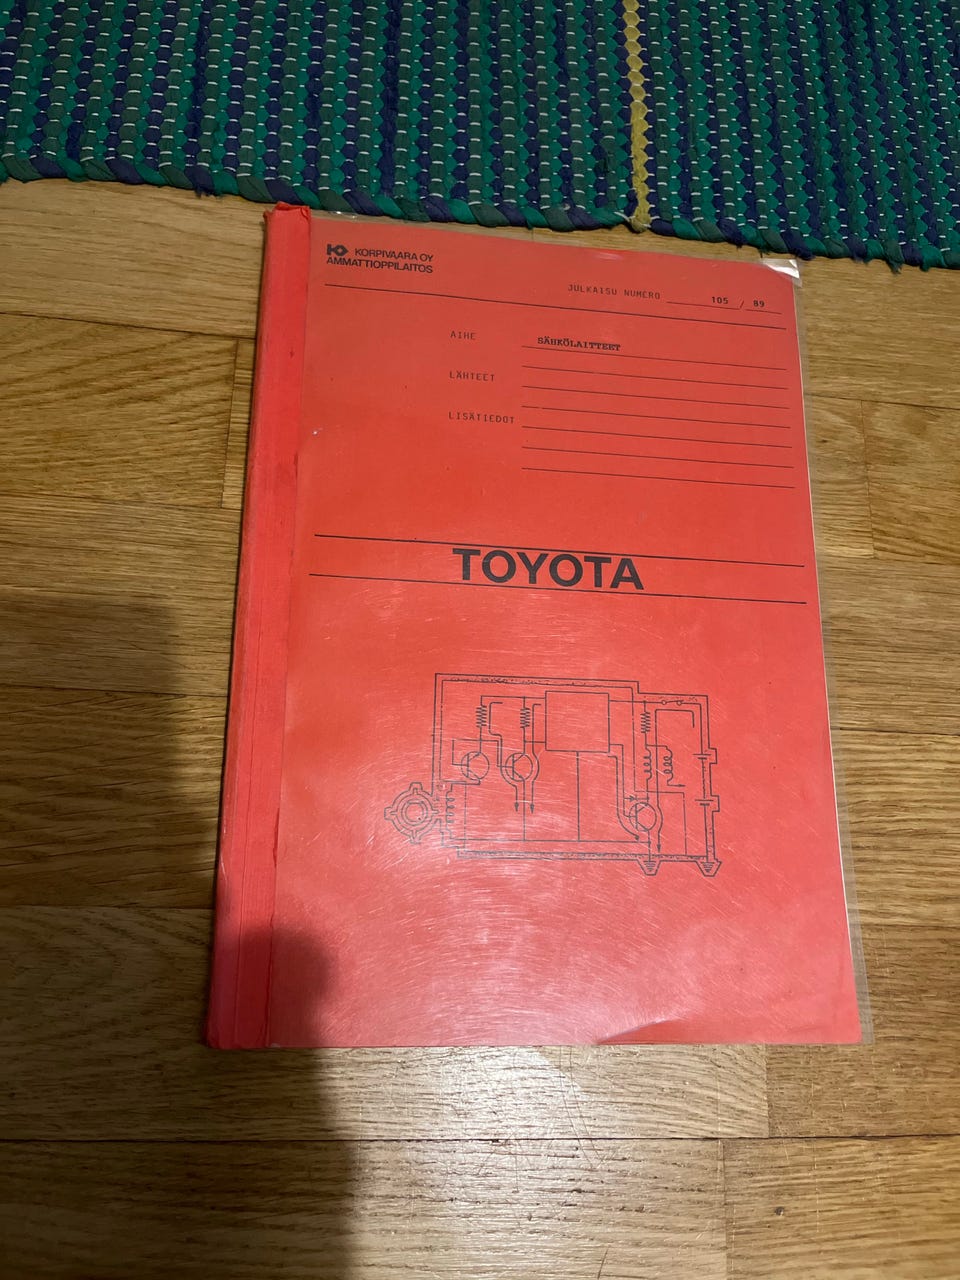 KORPIVAARA OY
AMMATTIOPPILAITOS
JULKAISU NUMERO 105 / 89
AIHE SÄHKÖLAITTEET
LÄHTEET
LISÄTIEDOT
TOYOTA